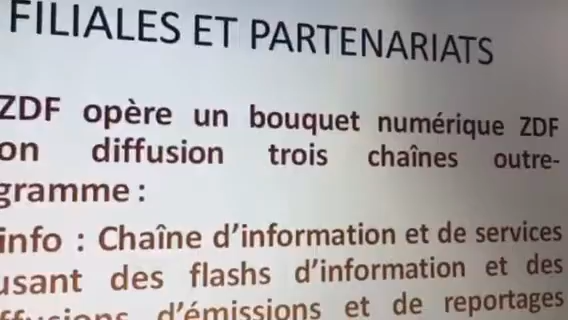 FILIALES ET PARTENARIATS
ZDF opère un bouquet numérique ZDF
on diffusion trois chaînes outre-
gramme :
info : Chaîne d'information et de services
usant des flashs d'information et des
ffusions d'émissions et de reportages